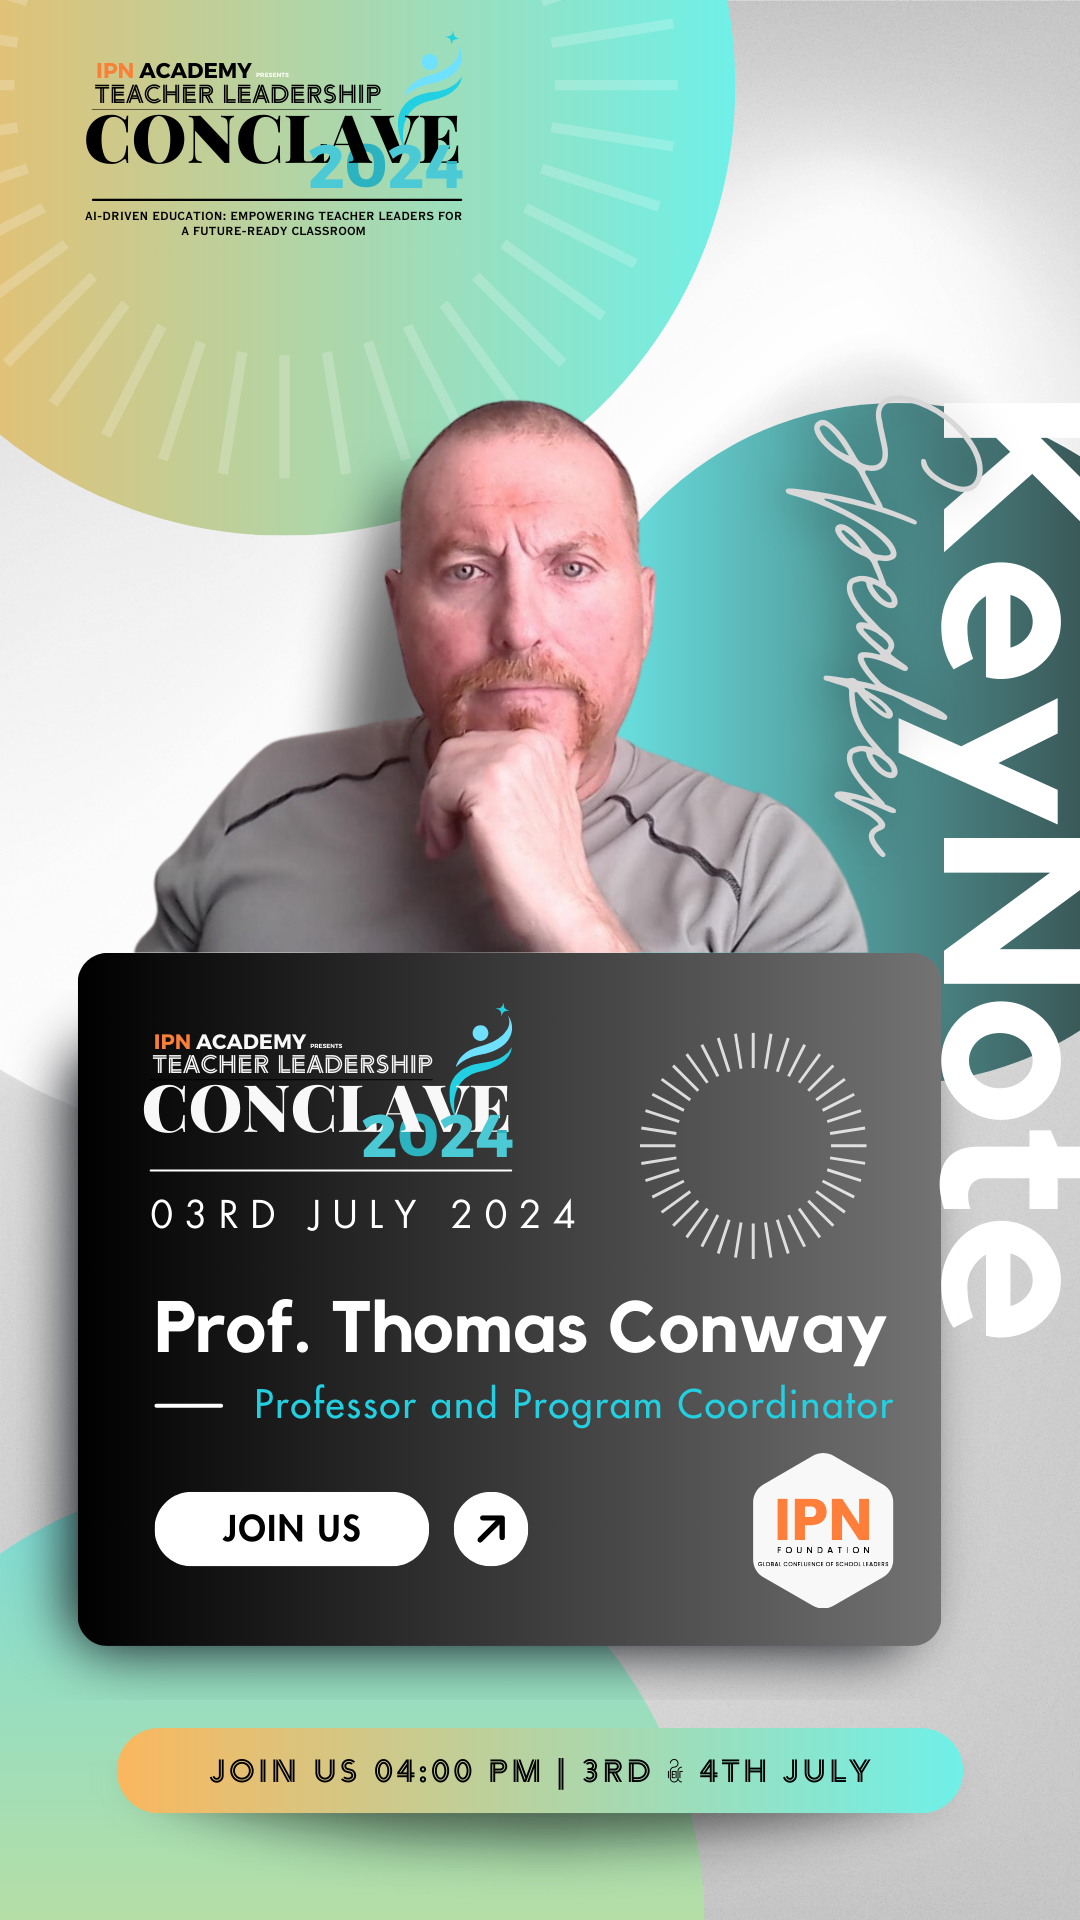 IPN ACADEMY PRESENTS
TEACHER LEADERSHIP
CONCLAVE
2024
AI-DRIVEN EDUCATION: EMPOWERING TEACHER LEADERS FOR
A FUTURE-READY CLASSROOM
KeyNote
Speaker
IPN ACADEMY PRESENTS
TEACHER LEADERSHIP
CONCLAVE
2024
03RD JULY 2024
Prof. Thomas Conway
Professor and Program Coordinator
JOIN US
IPN
FOUNDATION
GLOBAL CONFLUENCE OF SCHOOL LEADERS
JOIN US 04:00 PM | 3RD & 4TH JULY